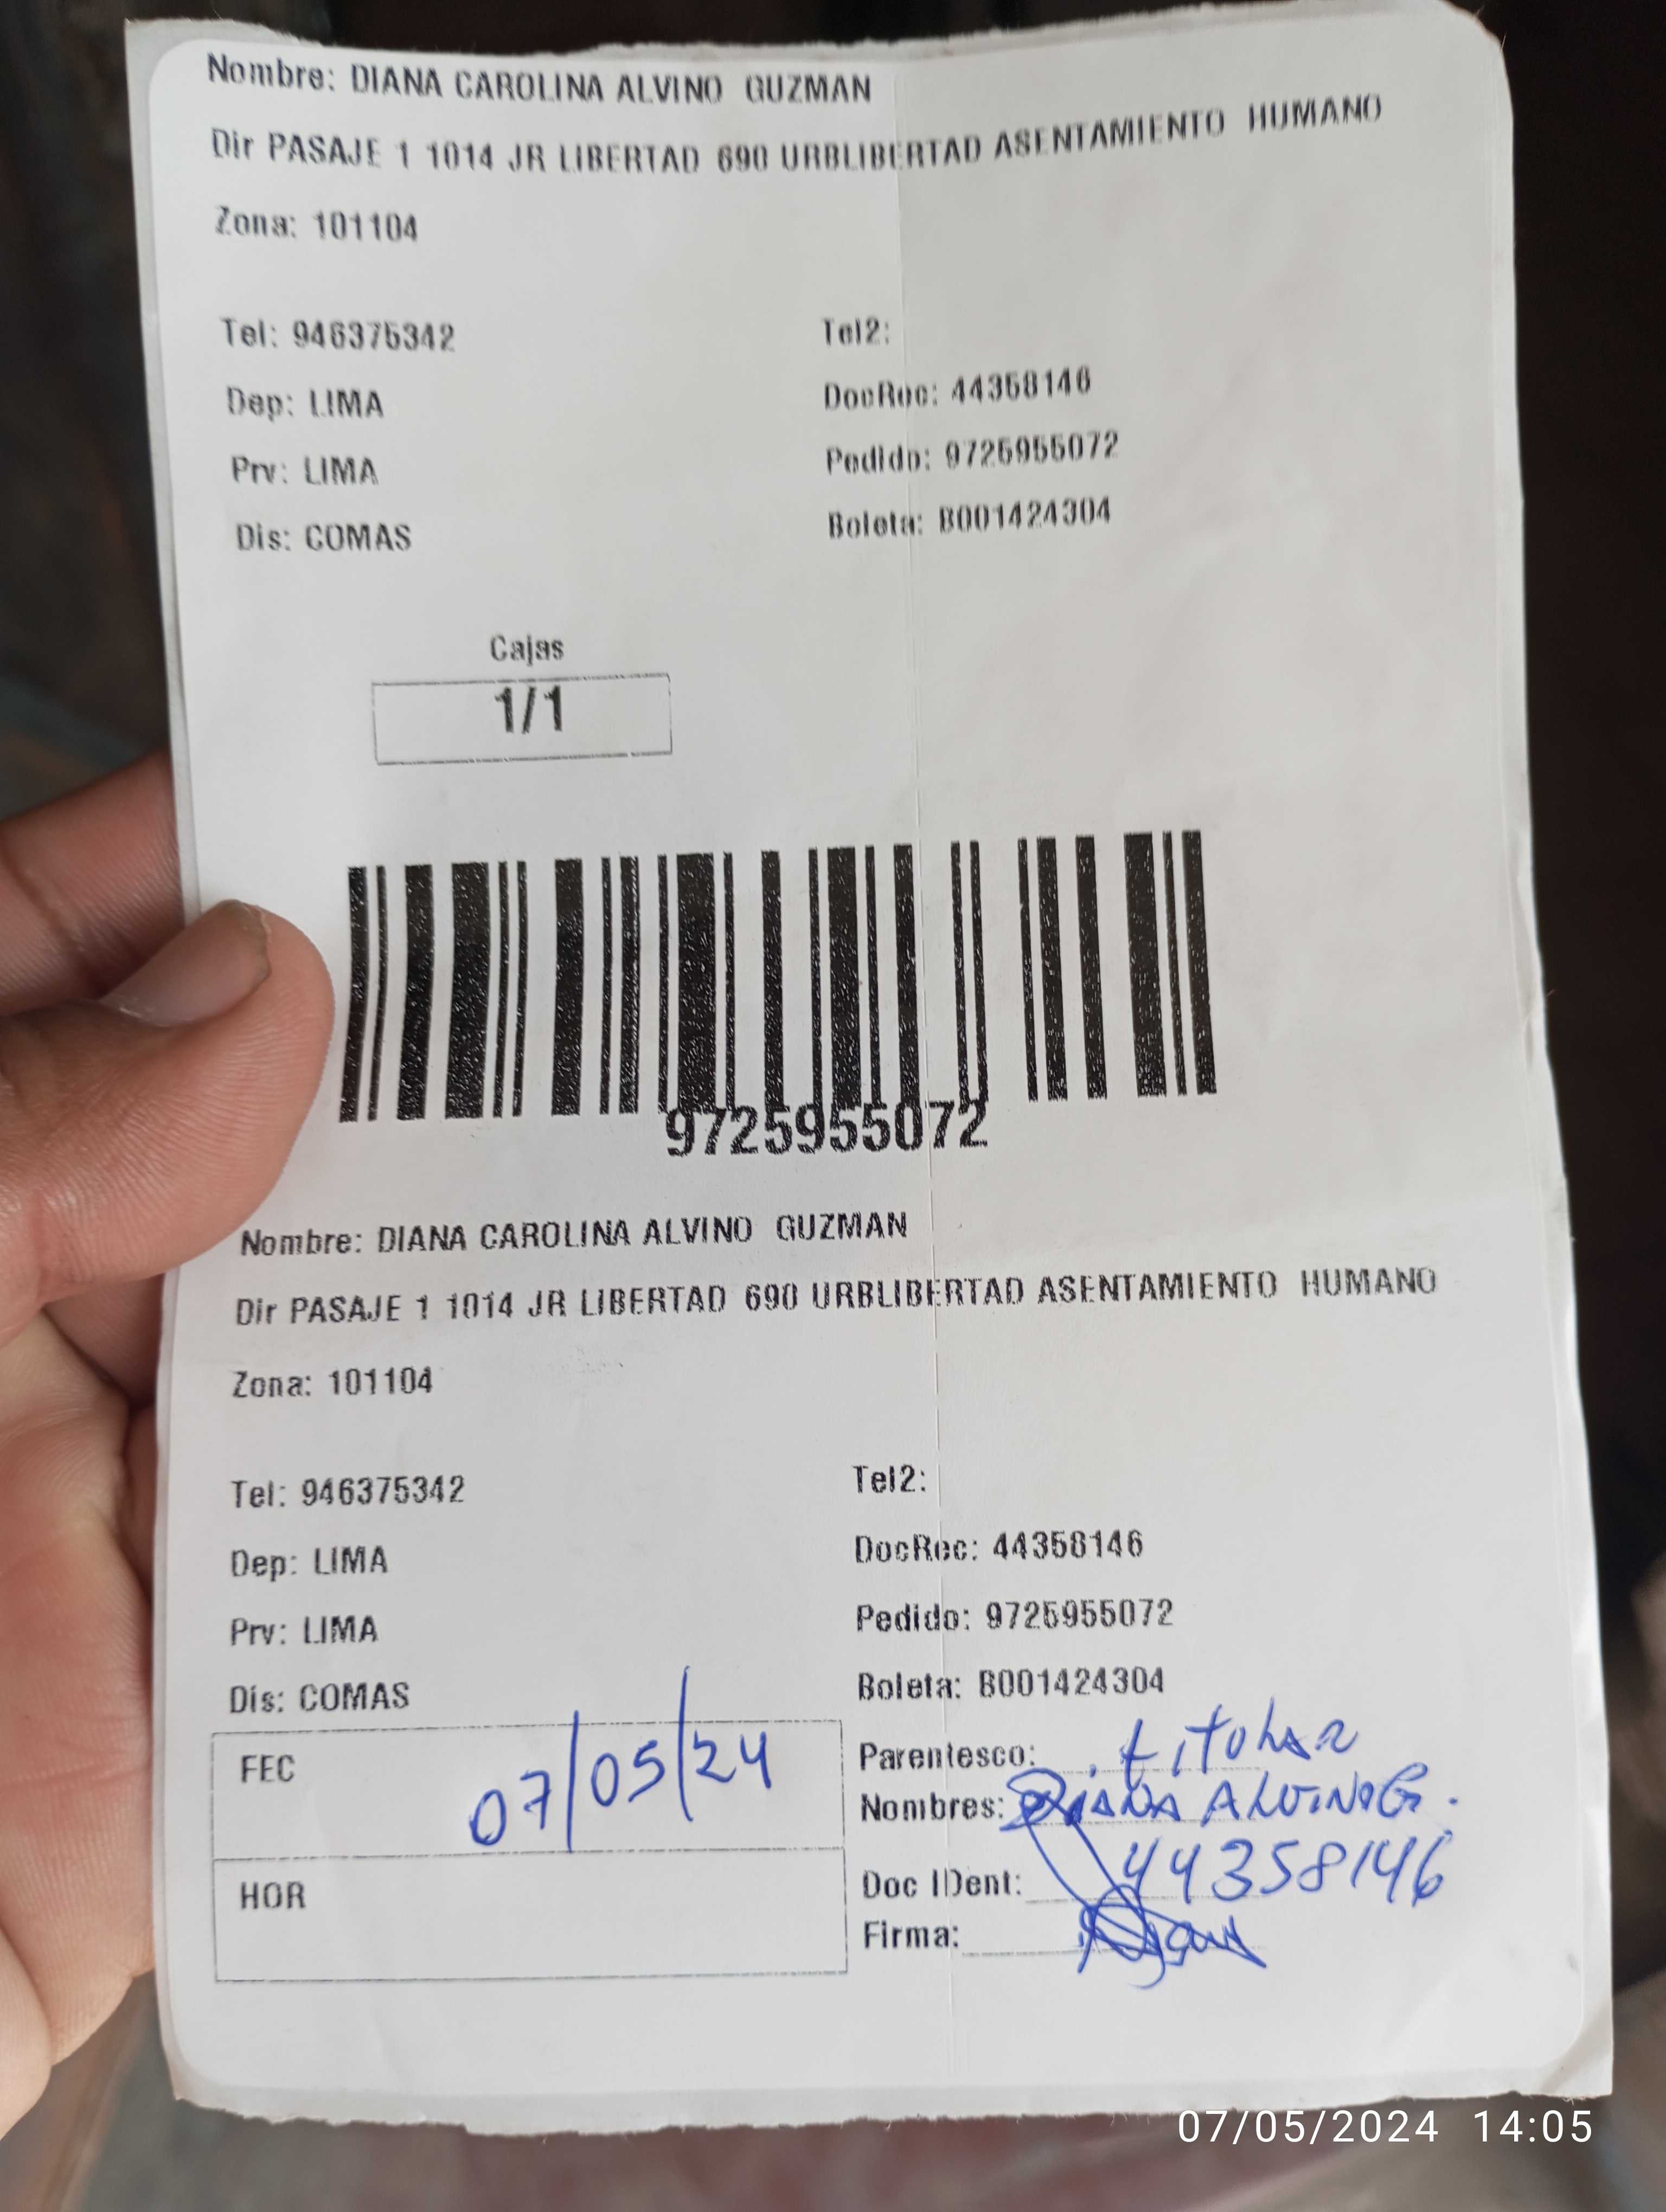 Nombre: DIANA CAROLINA ALVINO GUZMAN
Dir PASAJE 1 1014 JR LIBERTAD 690 URBLIBERTAD ASENTAMIENTO HUMANO
Zona: 101104
Tel: 946375342 Tel2:
Dep: LIMA DocRec: 44358146
Prv: LIMA Pedido: 9725955072
Dis: COMAS Boleta: B001424304
Cajas
1/1
9725955072
Nombre: DIANA CAROLINA ALVINO GUZMAN
Dir PASAJE 1 1014 JR LIBERTAD 690 URBLIBERTAD ASENTAMIENTO HUMANO
Zona: 101104
Tel: 946375342 Tel2:
Dep: LIMA DocRec: 44358146
Prv: LIMA Pedido: 9725955072
Dis: COMAS Boleta: B001424304
FEC 07/05/24 Parentesco: titular
Nombres: DIANA ALVINO G.
HOR Doc IDent: 44358146
Firma:
07/05/2024 14:05